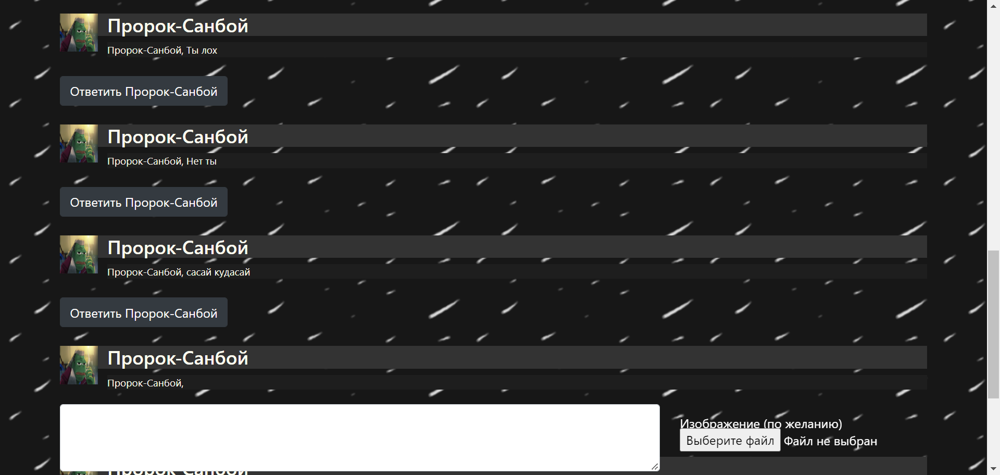 Пророк-Санбой
Пророк-Санбой, Ты лох
Ответить Пророк-Санбой
Пророк-Санбой
Пророк-Санбой, Нет ты
Ответить Пророк-Санбой
Пророк-Санбой
Пророк-Санбой, сасай кудасай
Ответить Пророк-Санбой
Пророк-Санбой
Пророк-Санбой,
Изображение (по желанию)
Выберите файл Файл не выбран
Пророк-Санбой